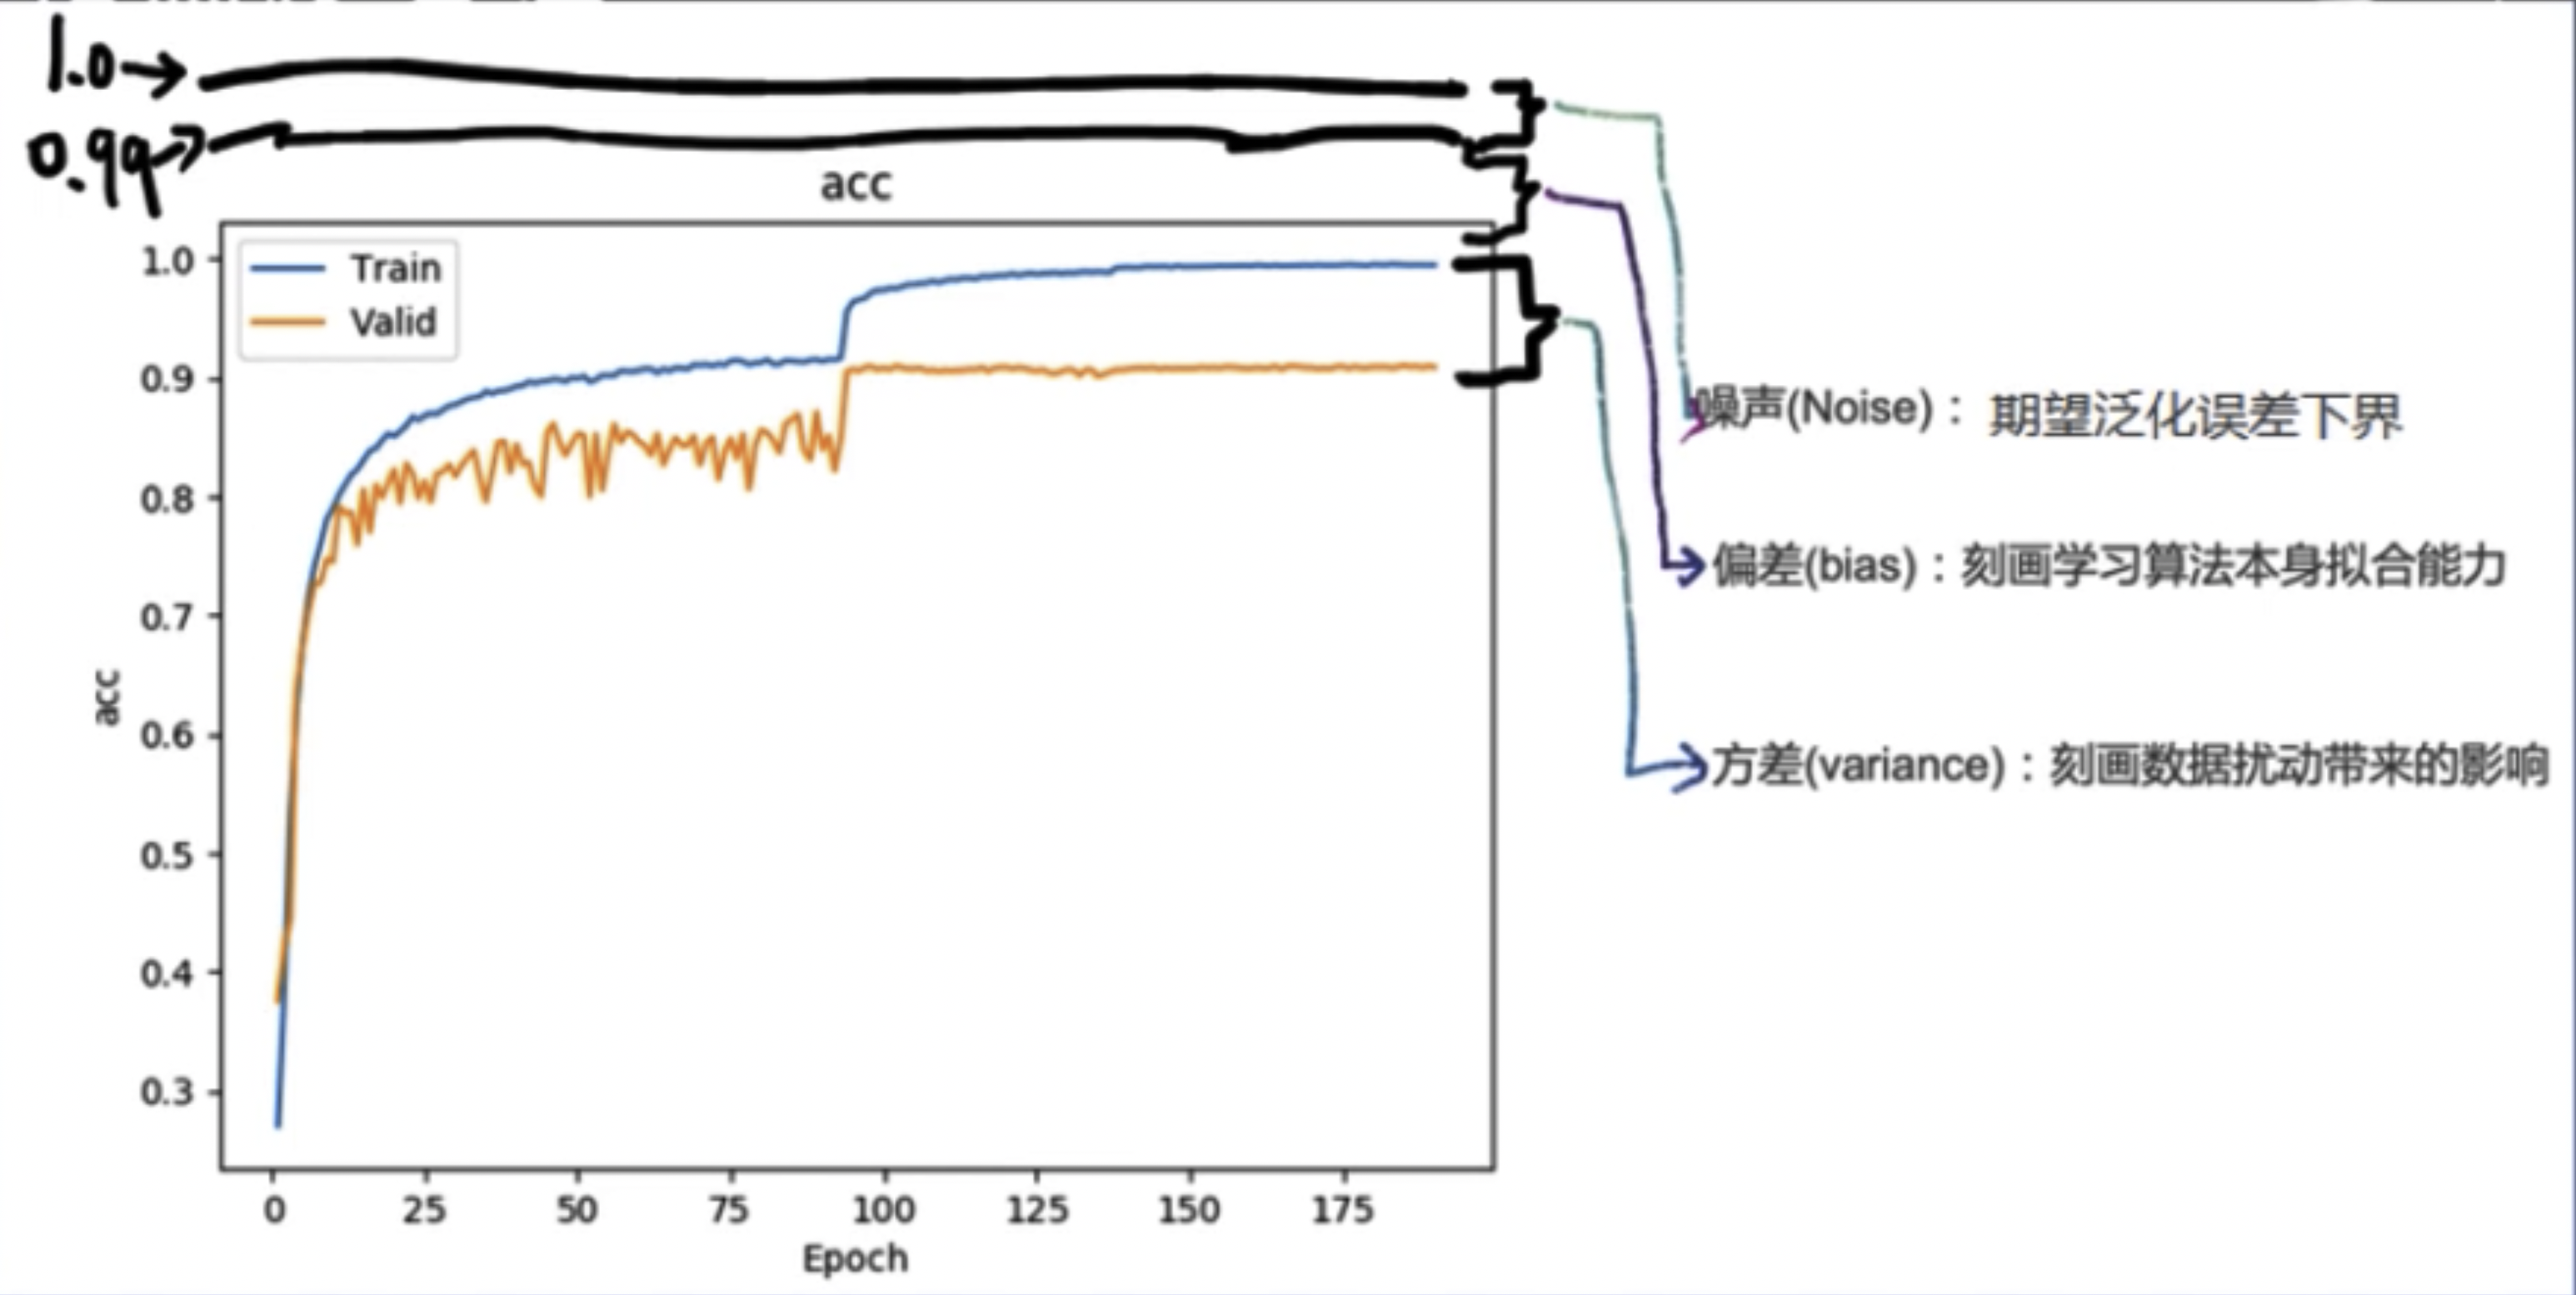 1.0→
0.99→
acc
Train
Valid
1.0
0.9
0.8
0.7
0.6
0.5
0.4
0.3
acc
0 25 50 75 100 125 150 175
Epoch
噪声(Noise)： 期望泛化误差下界
偏差(bias)：刻画学习算法本身拟合能力
方差(variance)：刻画数据扰动带来的影响